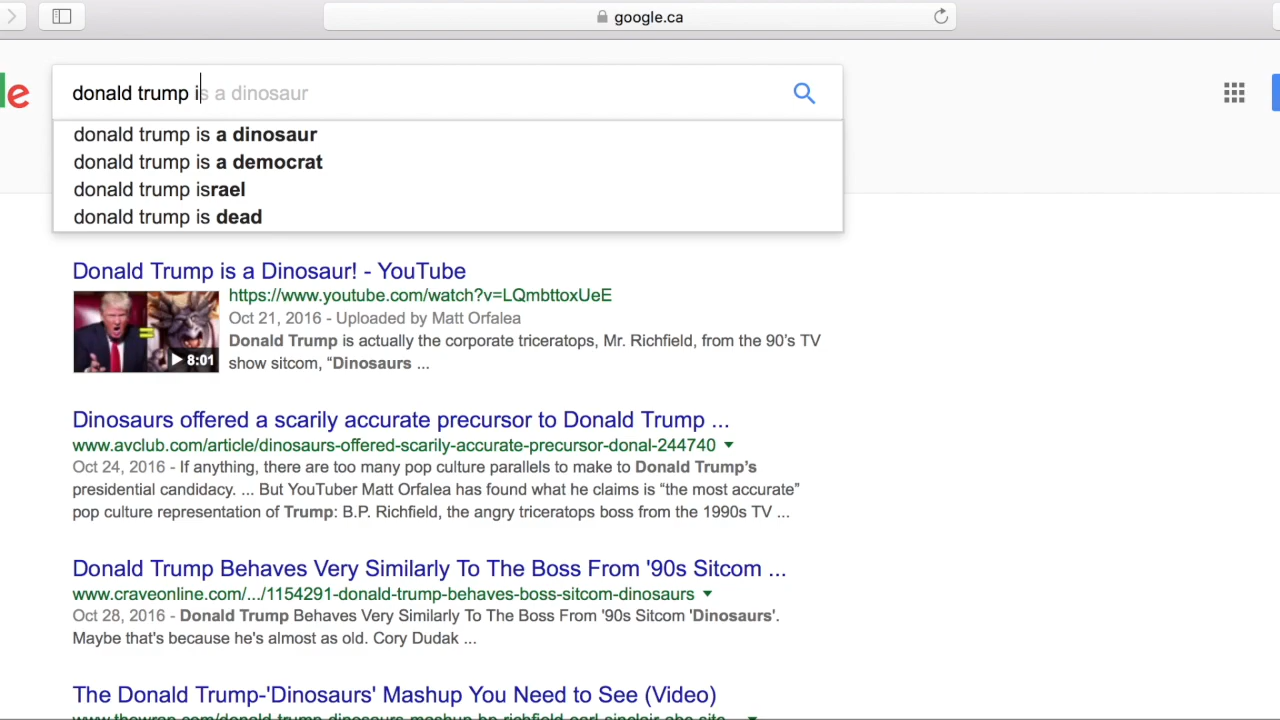 google.ca
le
donald trump is a dinosaur
donald trump is a dinosaur
donald trump is a democrat
donald trump israel
donald trump is dead
Donald Trump is a Dinosaur! - YouTube
https://www.youtube.com/watch?v=LQmbttoxUeE
Oct 21, 2016 - Uploaded by Matt Orfalea
Donald Trump is actually the corporate triceratops, Mr. Richfield, from the 90's TV
8:01
show sitcom, “Dinosaurs ...
Dinosaurs offered a scarily accurate precursor to Donald Trump ...
www.avclub.com/article/dinosaurs-offered-scarily-accurate-precursor-donal-244740
Oct 24, 2016 - If anything, there are too many pop culture parallels to make to Donald Trump’s
presidential candidacy. ... But YouTuber Matt Orfalea has found what he claims is “the most accurate”
pop culture representation of Trump: B.P. Richfield, the angry triceratops boss from the 1990s TV ...
Donald Trump Behaves Very Similarly To The Boss From '90s Sitcom ...
www.craveonline.com/.../1154291-donald-trump-behaves-boss-sitcom-dinosaurs
Oct 28, 2016 - Donald Trump Behaves Very Similarly To The Boss From '90s Sitcom 'Dinosaurs'.
Maybe that's because he's almost as old. Cory Dudak ...
The Donald Trump-'Dinosaurs' Mashup You Need to See (Video)